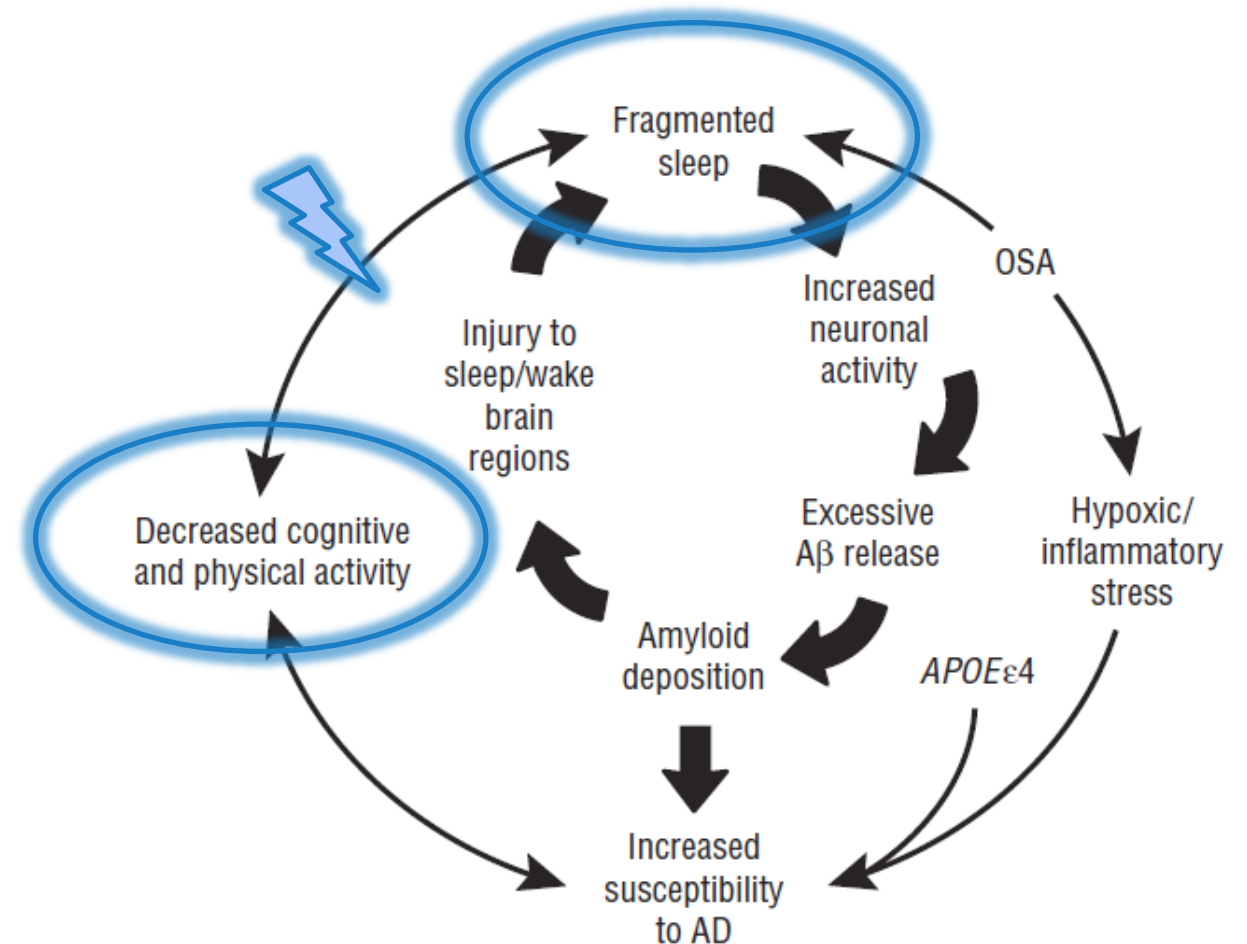 Fragmented
sleep
OSA
Increased
neuronal
activity
Injury to
sleep/wake
brain
regions
Excessive
Aβ release
Hypoxic/
inflammatory
stress
Decreased cognitive
and physical activity
Amyloid
deposition
APOEε4
Increased
susceptibility
to AD